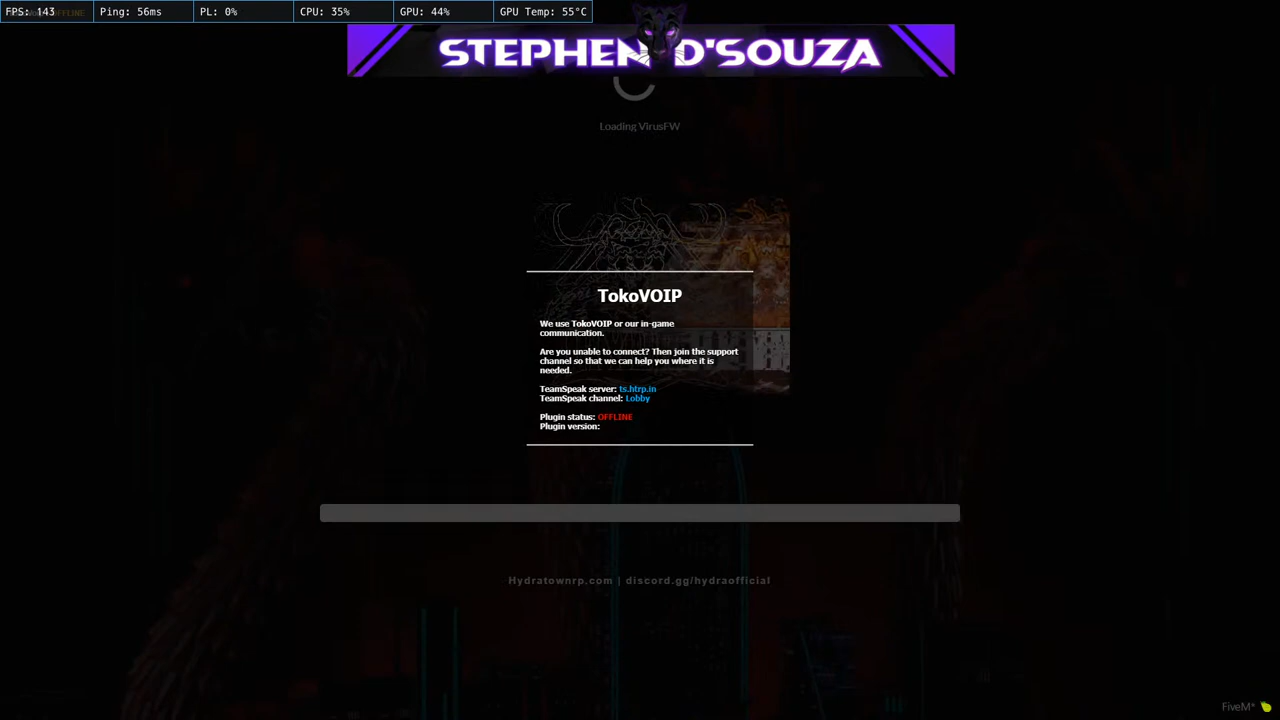 FPS: 143 Ping: 56ms PL: 0% CPU: 35% GPU: 44% GPU Temp: 55°C
OFFLINE
STEPHEN D'SOUZA
Loading VirusFW
TokoVOIP
We use TokoVOIP or our in-game
communication.
Are you unable to connect? Then join the support
channel so that we can help you where it is
needed.
TeamSpeak server: ts.htrp.in
TeamSpeak channel: Lobby
Plugin status: OFFLINE
Plugin version:
Hydratownrp.com | discord.gg/hydraofficial
FiveM*